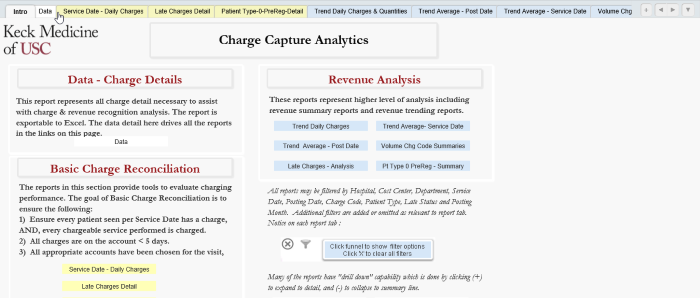 Intro Data Service Date - Daily Charges Late Charges Detail Patient Type-0-PreReg-Detail Trend Daily Charges & Quantities Trend Average - Post Date Trend Average - Service Date Volume Chg
Keck Medicine
of USC
Charge Capture Analytics
Data - Charge Details
This report represents all charge detail necessary to assist
with charge & revenue recognition analysis. The report is
exportable to Excel. The data detail here drives all the reports
in the links on this page.
Data
Basic Charge Reconciliation
The reports in this section provide tools to evaluate charging
performance. The goal of Basic Charge Reconciliation is to
ensure the following:
1) Ensure every patient seen per Service Date has a charge,
AND, every chargeable service performed is charged.
2) All charges are on the account < 5 days.
3) All appropriate accounts have been chosen for the visit,
Service Date - Daily Charges
Late Charges Detail
Revenue Analysis
These reports represent higher level of analysis including
revenue summary reports and revenue trending reports.
Trend Daily Charges Trend Average- Service Date
Trend Average - Post Date Volume Chg Code Summaries
Late Charges - Analysis Pt Type 0 PreReg - Summary
All reports may be filtered by Hospital, Cost Center, Department, Service
Date, Posting Date, Charge Code, Patient Type, Late Status and Posting
Month. Additional filters are added or omitted as relevant to report tab.
Notice on each report tab :
Click funnel to show filter options
Click 'X' to clear all filters
Many of the reports have "drill down" capability which is done by clicking (+)
to expand to detail, and (-) to collapse to summary line.